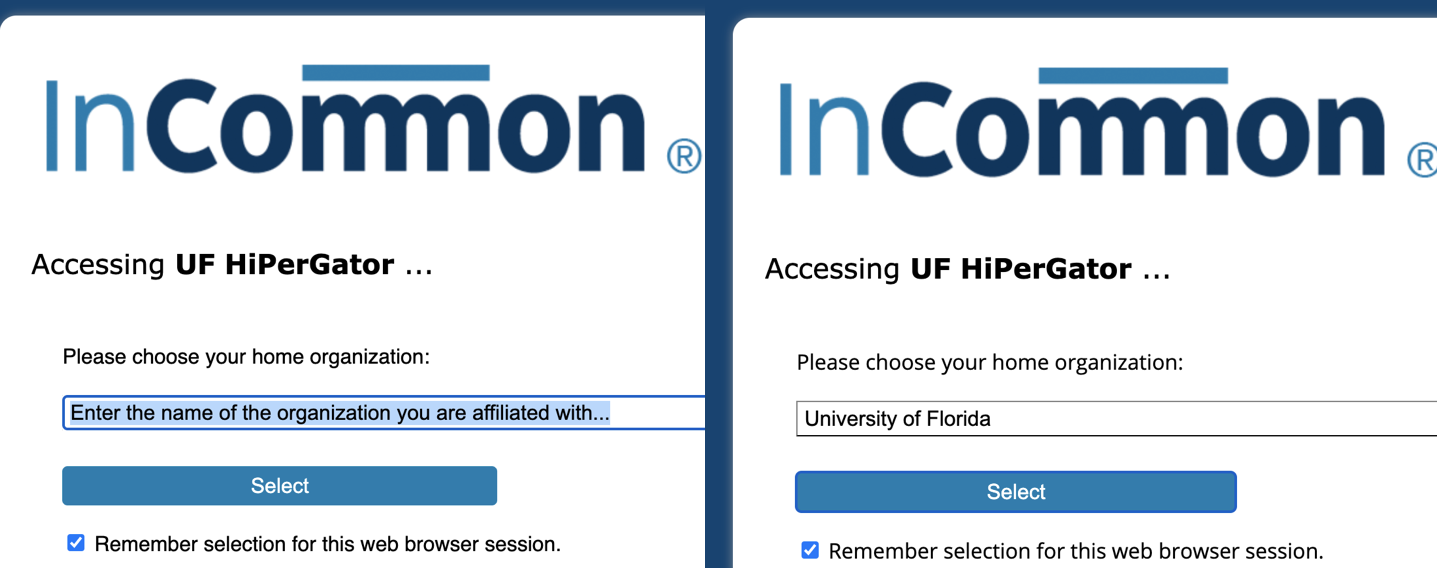 InCommon ®
Accessing UF HiPerGator ...
Please choose your home organization:
Enter the name of the organization you are affiliated with...
Select
Remember selection for this web browser session.
InCommon ®
Accessing UF HiPerGator ...
Please choose your home organization:
University of Florida
Select
Remember selection for this web browser session.